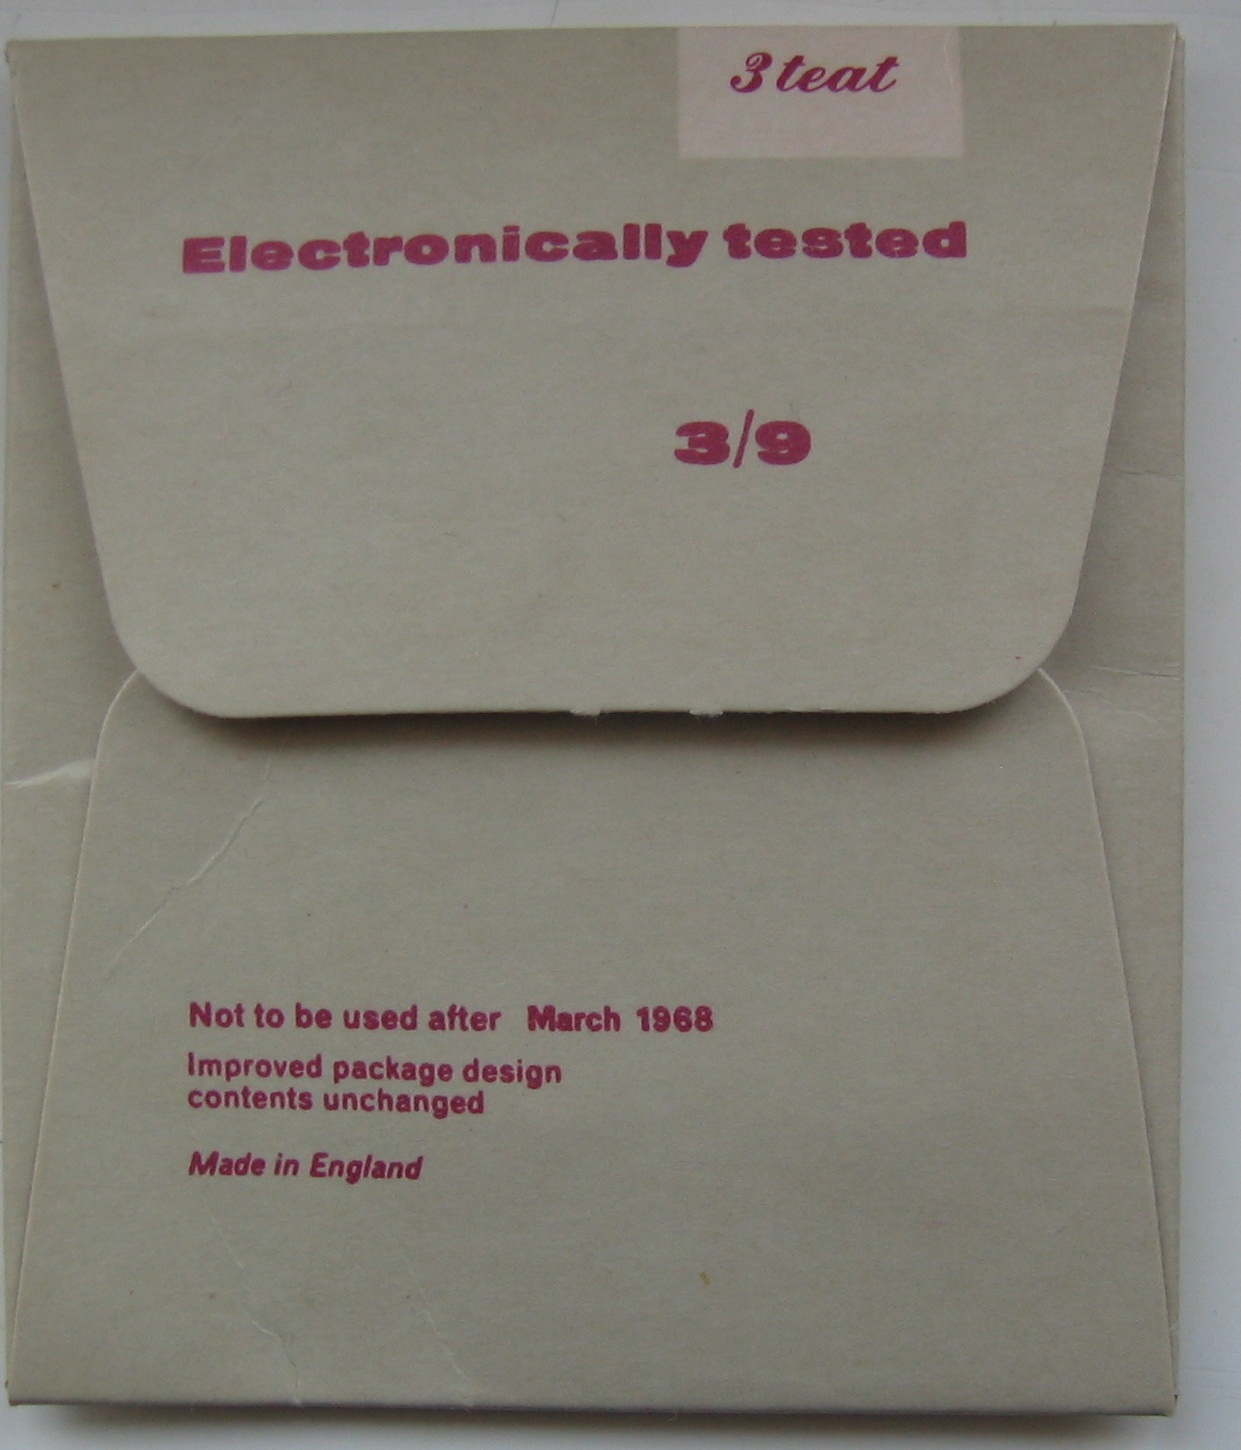 3 teat
Electronically tested
3/9
Not to be used after March 1968
Improved package design
contents unchanged
Made in England